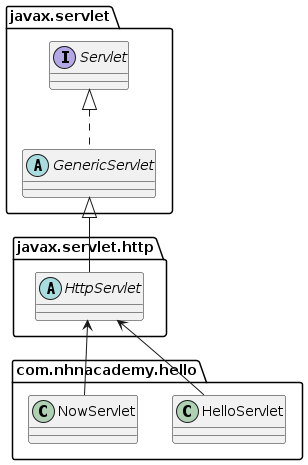 javax.servlet
I Servlet
A GenericServlet
javax.servlet.http
A HttpServlet
com.nhnacademy.hello
C NowServlet C HelloServlet